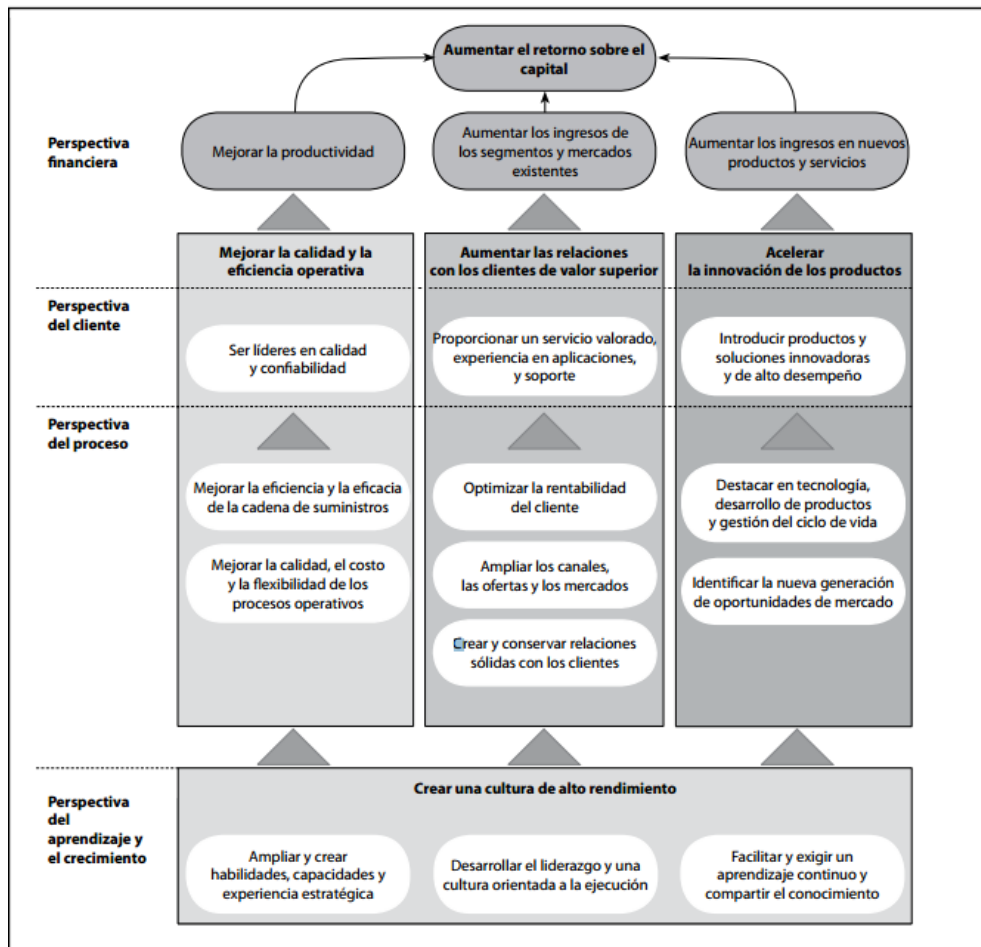 Aumentar el retorno sobre el
capital
Perspectiva
financiera
Mejorar la productividad
Aumentar los ingresos de
los segmentos y mercados
existentes
Aumentar los ingresos en nuevos
productos y servicios
Mejorar la calidad y la
eficiencia operativa
Aumentar las relaciones
con los clientes de valor superior
Acelerar
la innovación de los productos
Perspectiva
del cliente
Ser líderes en calidad
y confiabilidad
Proporcionar un servicio valorado,
experiencia en aplicaciones,
y soporte
Introducir productos y
soluciones innovadoras
y de alto desempeño
Perspectiva
del proceso
Mejorar la eficiencia y la eficacia
de la cadena de suministros
Optimizar la rentabilidad
del cliente
Destacar en tecnología,
desarrollo de productos
y gestión del ciclo de vida
Mejorar la calidad, el costo
y la flexibilidad de los
procesos operativos
Ampliar los canales,
las ofertas y los mercados
Identificar la nueva generación
de oportunidades de mercado
Crear y conservar relaciones
sólidas con los clientes
Perspectiva
del
aprendizaje y
el crecimiento
Crear una cultura de alto rendimiento
Ampliar y crear
habilidades, capacidades y
experiencia estratégica
Desarrollar el liderazgo y una
cultura orientada a la ejecución
Facilitar y exigir un
aprendizaje continuo y
compartir el conocimiento